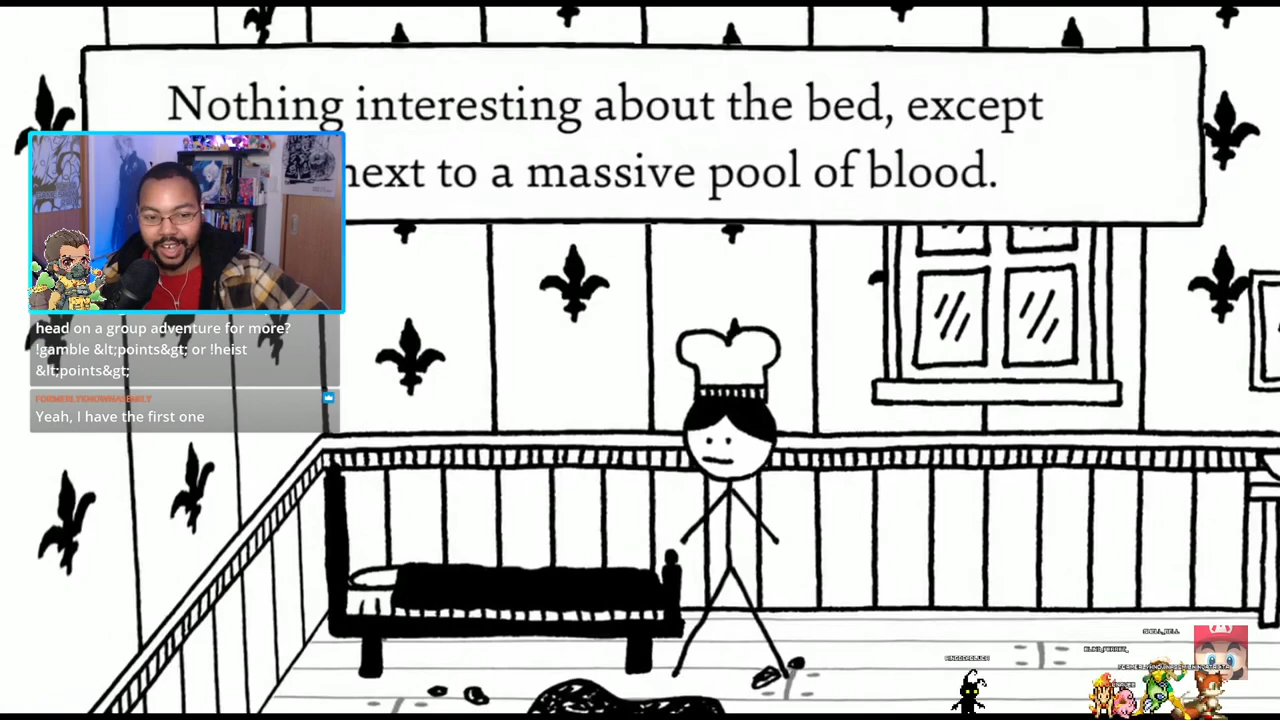 Nothing interesting about the bed, except
next to a massive pool of blood.
head on a group adventure for more?
!gamble &lt;points&gt; or !heist
&lt;points&gt;
Yeah, I have the first one